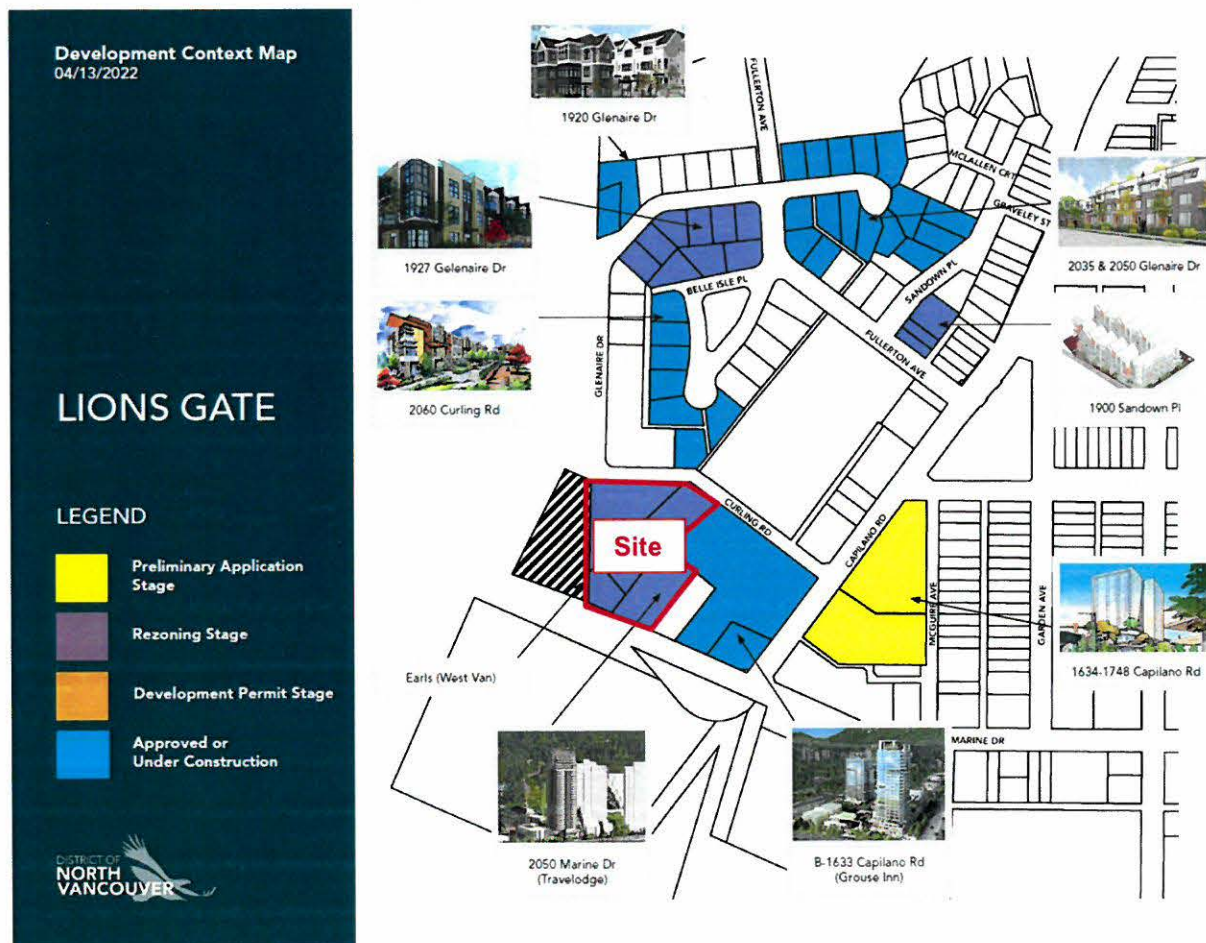 Development Context Map
04/13/2022
LIONS GATE
LEGEND
Preliminary Application
Stage
Rezoning Stage
Development Permit Stage
Approved or
Under Construction
DISTRICT OF
NORTH
VANCOUVER
1920 Glenaire Dr
FULLERTON AVE
MCLALLEN CRT
GRAVELEY ST
1927 Gelenaire Dr
2035 & 2050 Glenaire Dr
BELLE ISLE PL
SANDOWN PL
GLENAIRE DR
FULLERTON AVE
2060 Curling Rd
1900 Sandown Pl
CURLING RD
Site
CAPILANO RD
MCGUIRE AVE
GARDEN AVE
Earls (West Van)
1634-1748 Capilano Rd
MARINE DR
2050 Marine Dr
(Travelodge)
B-1633 Capilano Rd
(Grouse Inn)